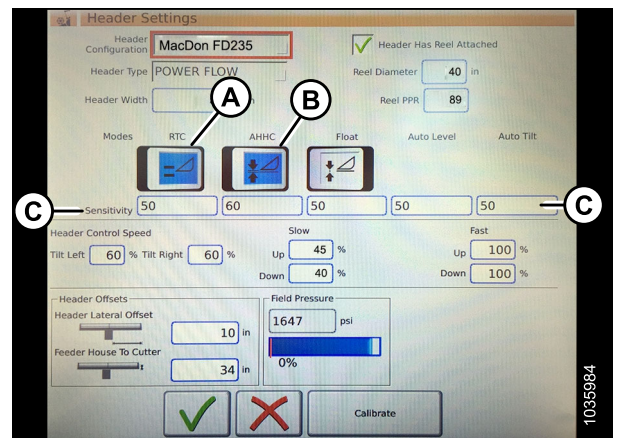 Header Settings
Header Configuration
MacDon FD235
Header Has Reel Attached
Header Type
POWER FLOW
Reel Diameter
40 in
Header Width
Reel PPR
89
A
B
Modes
RTC
AHHC
Float
Auto Level
Auto Tilt
C
Sensitivity
50
60
50
50
50
C
Header Control Speed
Slow
Fast
Tilt Left 60 % Tilt Right 60 %
Up 45 %
Up 100 %
Down 40 %
Down 100 %
Header Offsets
Field Pressure
Header Lateral Offset
10 in
1647 psi
Feeder House To Cutter
34 in
0%
Calibrate
1035984